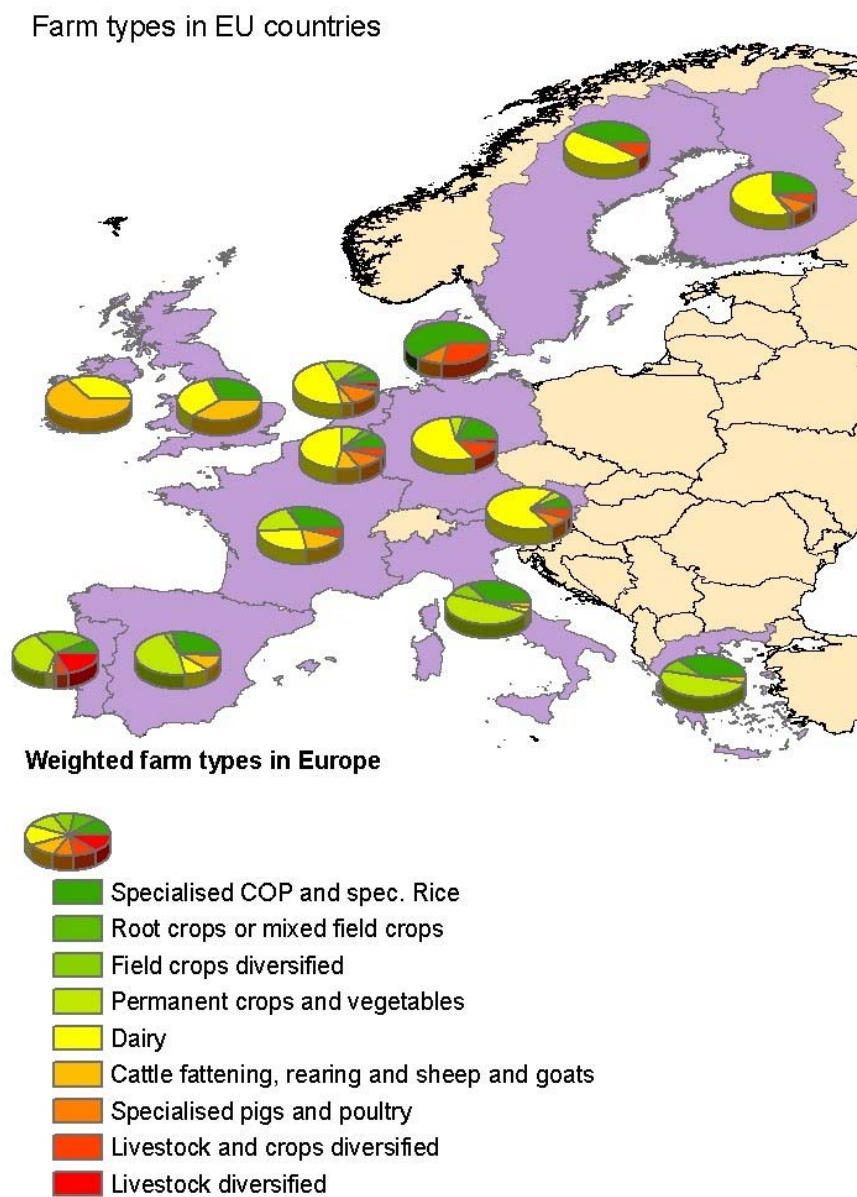 Farm types in EU countries
Weighted farm types in Europe
Specialised COP and spec. Rice
Root crops or mixed field crops
Field crops diversified
Permanent crops and vegetables
Dairy
Cattle fattening, rearing and sheep and goats
Specialised pigs and poultry
Livestock and crops diversified
Livestock diversified